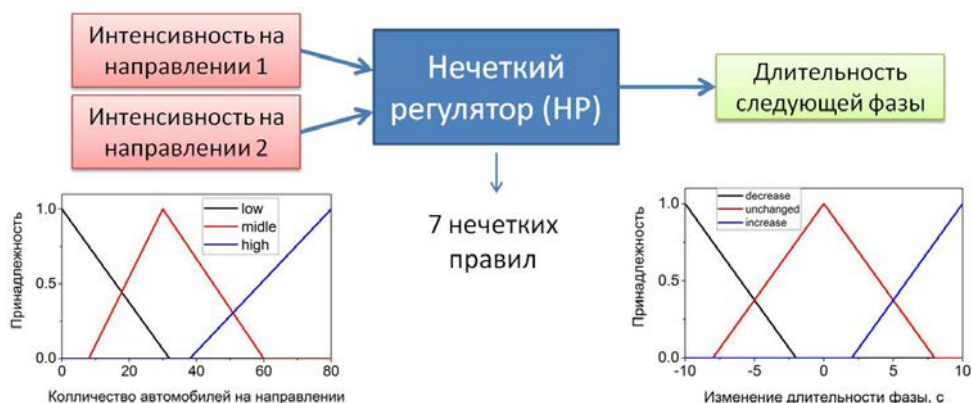 Интенсивность на
направлении 1
Интенсивность на
направлении 2
Нечеткий
регулятор (НР)
Длительность
следующей фазы
7 нечетких
правил
Принадлежность
1.0
0.5
0.0
low
midle
high
0
20
40
60
80
Колличество автомобилей на направлении
Принадлежность
1.0
0.5
0.0
decrease
unchanged
increase
-10
-5
0
5
10
Изменение длительности фазы, с